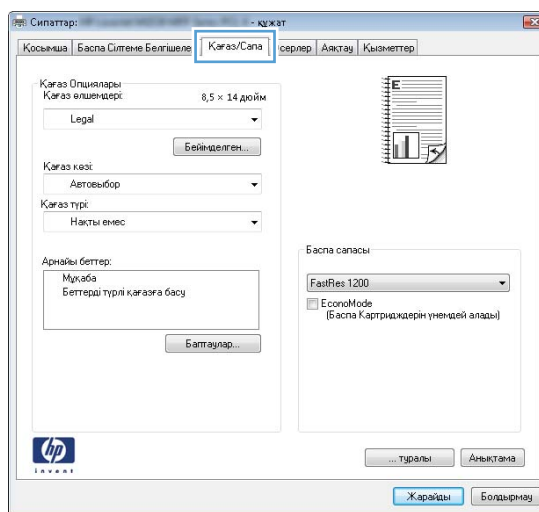 Сипаттар: - құжат
Қосымша Баспа Сілтеме Белгішеле Қағаз/Сапа серлер Аяқтау Қызметтер
Қағаз Опциялары
Қағаз өлшемдері: 8,5 × 14 дюйм
Legal
Бейімделген...
Қағаз көзі:
Автовыбор
Қағаз түрі:
Нақты емес
Арнайы беттер:
Мұқаба
Беттерді түрлі қағазға басу
Баптаулар...
E
Баспа сапасы
FastRes 1200
EconoMode
(Баспа Картридждерін үнемдей алады)
hp
invent
... туралы Анықтама
Жарайды Болдырмау